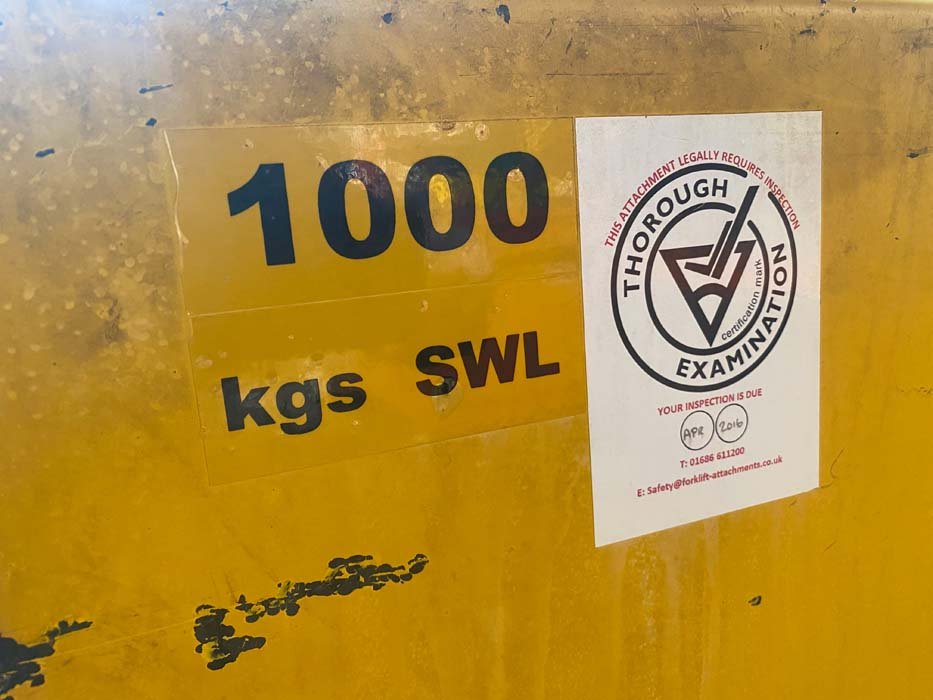 1000
kgs SWL
THIS ATTACHMENT LEGALLY REQUIRES INSPECTION
THOROUGH
EXAMINATION
certification mark
YOUR INSPECTION IS DUE
APR 2016
T: 01686 611200
E: Safety@forklift-attachments.co.uk